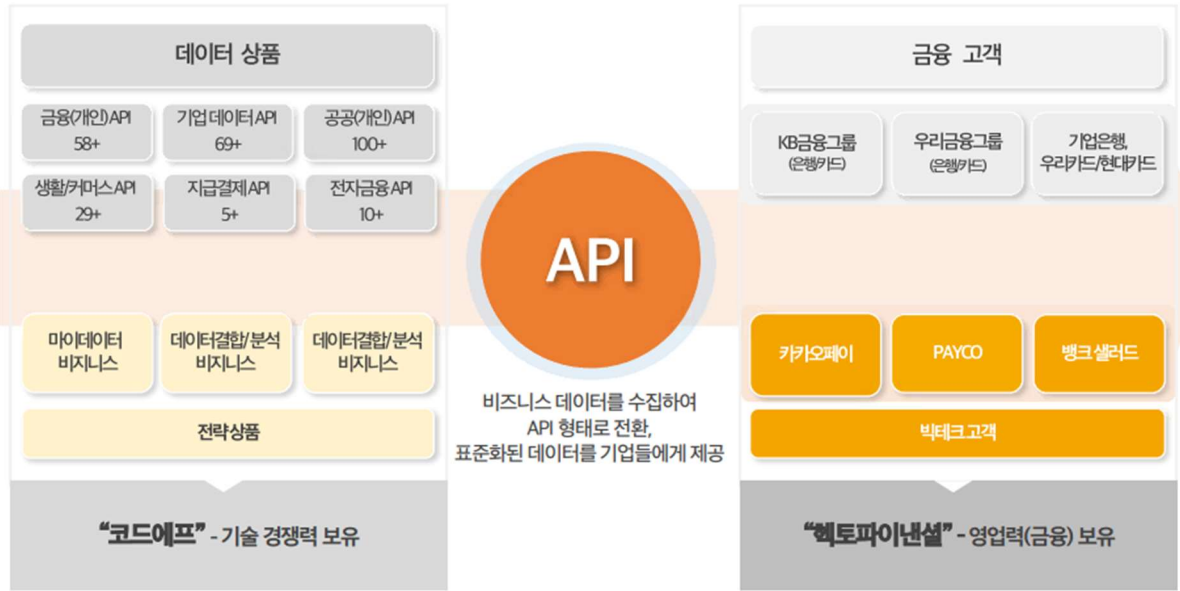 데이터 상품
금융(개인) API
58+
기업 데이터 API
69+
공공(개인) API
100+
생활/커머스 API
29+
지급결제 API
5+
전자금융 API
10+
마이데이터
비지니스
데이터결합/분석
비지니스
데이터결합/분석
비지니스
전략상품
“코드에프” - 기술 경쟁력 보유
API
비즈니스 데이터를 수집하여
API 형태로 전환,
표준화된 데이터를 기업들에게 제공
금융 고객
KB금융그룹
(은행/카드)
우리금융그룹
(은행/카드)
기업은행,
우리카드/현대카드
카카오페이
PAYCO
뱅크 샐러드
빅테크 고객
“헥토파이낸셜” - 영업력(금융) 보유